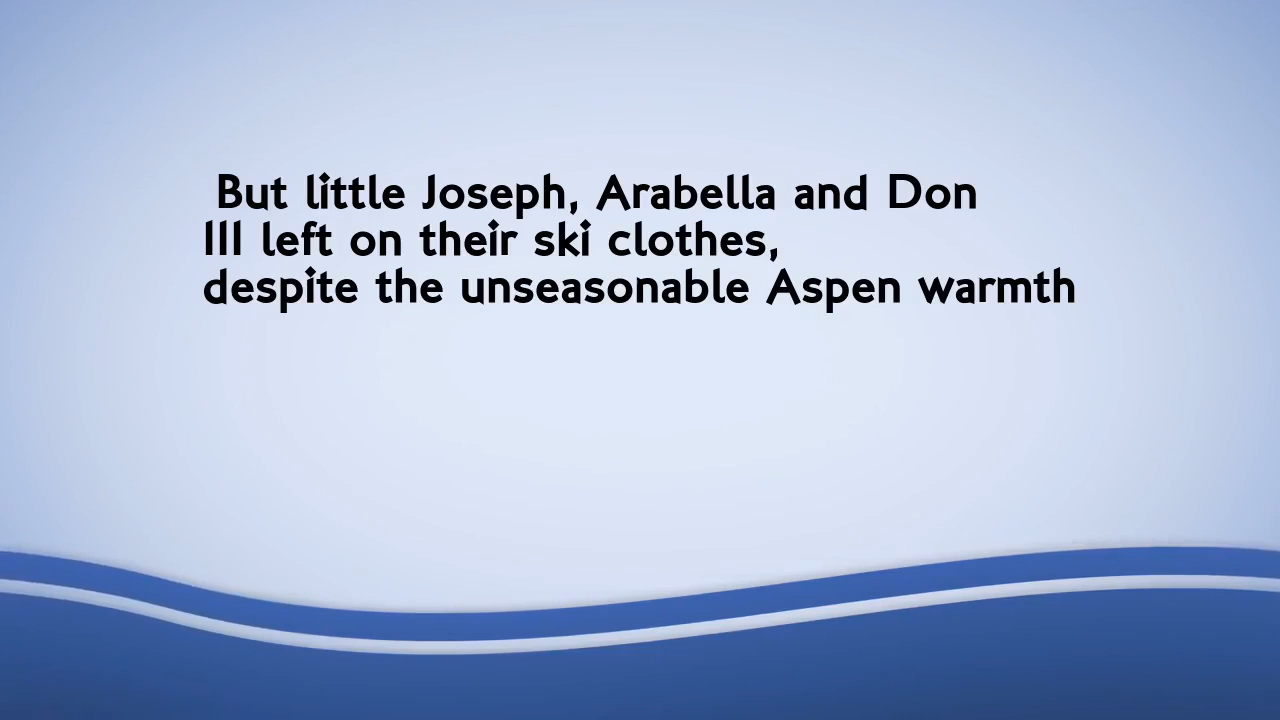 But little Joseph, Arabella and Don
III left on their ski clothes,
despite the unseasonable Aspen warmth